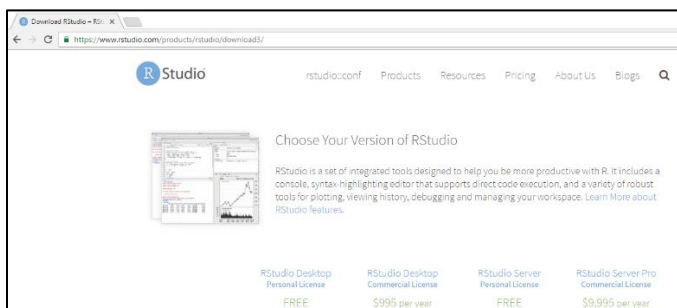 Download RStudio – RSt
https://www.rstudio.com/products/rstudio/download3/
R Studio
rstudio::conf Products Resources Pricing About Us Blogs
Choose Your Version of RStudio
RStudio is a set of integrated tools designed to help you be more productive with R. It includes a
console, syntax-highlighting editor that supports direct code execution, and a variety of robust
tools for plotting, viewing history, debugging and managing your workspace. Learn More about
RStudio features.
RStudio Desktop RStudio Desktop RStudio Server RStudio Server Pro
Personal License Commercial License Personal License Commercial License
FREE $995 per year FREE $9,995 per year